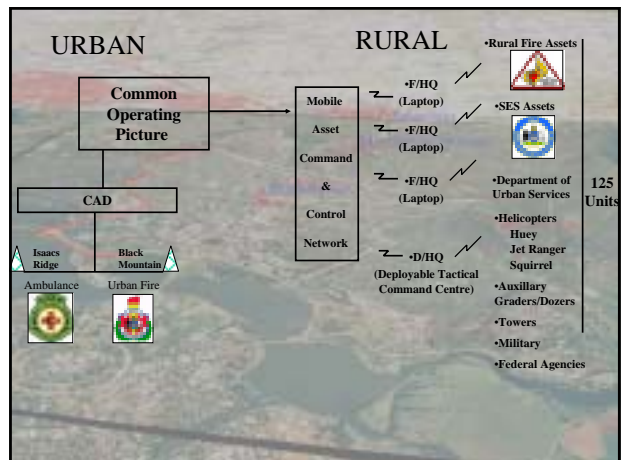 URBAN
RURAL
Common
Operating
Picture
CAD
Isaacs
Ridge
Black
Mountain
Ambulance
Urban Fire
Mobile
Asset
Command
&
Control
Network
•F/HQ
(Laptop)
•F/HQ
(Laptop)
•F/HQ
(Laptop)
•D/HQ
(Deployable Tactical
Command Centre)
•Rural Fire Assets
•SES Assets
•Department of
Urban Services
•Helicopters
Huey
Jet Ranger
Squirrel
•Auxillary
Graders/Dozers
•Towers
•Military
•Federal Agencies
125
Units